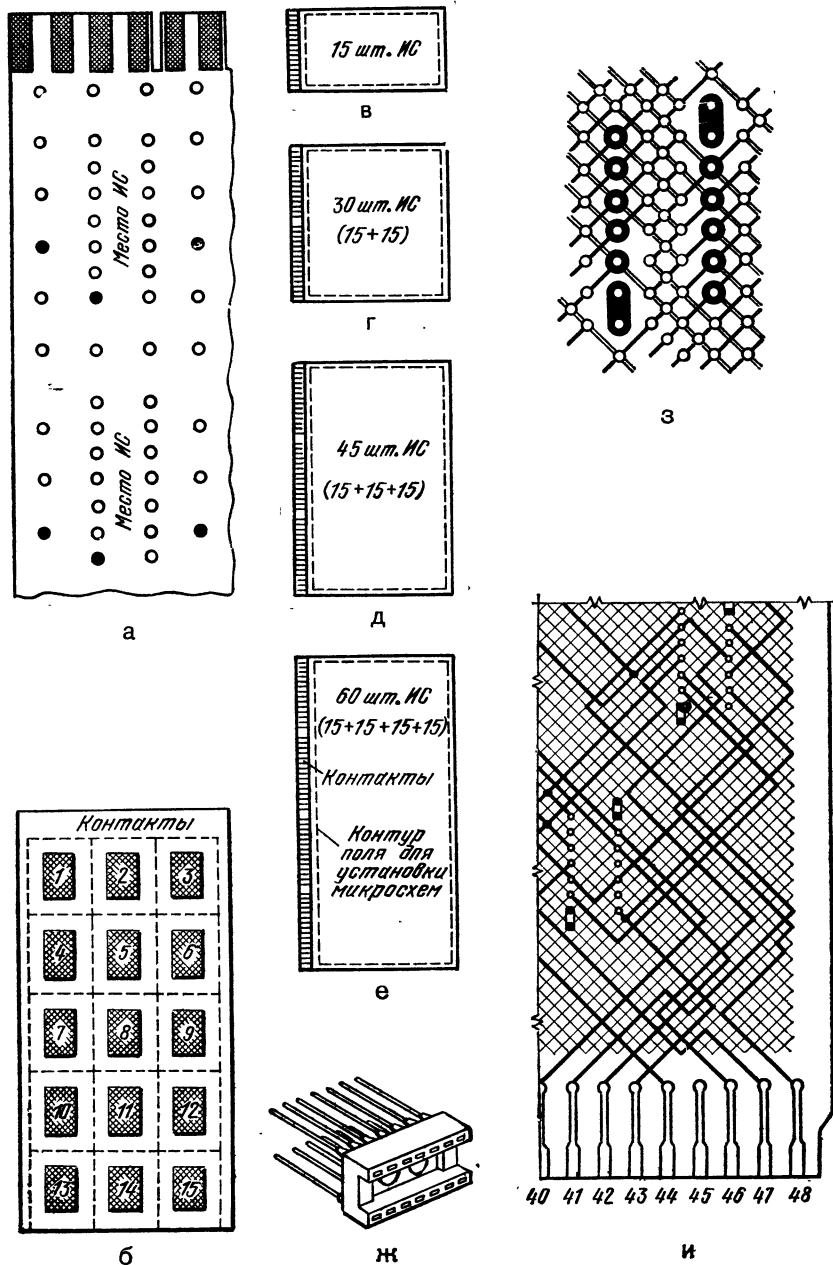 Место ИС
Место ИС
а
15 шт. ИС
в
30 шт. ИС
(15+15)
г
45 шт. ИС
(15+15+15)
д
60 шт. ИС
(15+15+15+15)
Контакты
Контур
поля для
установки
микросхем
е
з
Контакты
1 2 3
4 5 6
7 8 9
10 11 12
13 14 15
б
ж
40 41 42 43 44 45 46 47 48
и